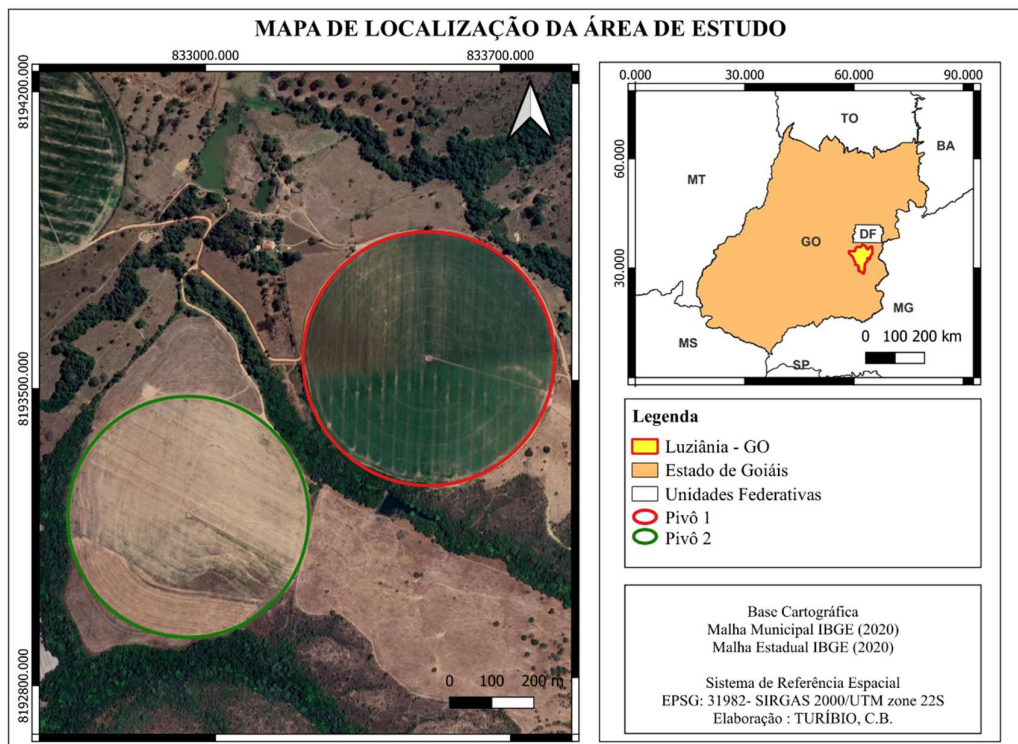 MAPA DE LOCALIZAÇÃO DA ÁREA DE ESTUDO
833000.000
833700.000
8194200.000
8193500.000
8192800.000
0 100 200 m
0.000
30.000
60.000
90.000
60.000
30.000
TO
BA
MT
GO
DF
MG
MS
SP
0 100 200 km
Legenda
Luziânia - GO
Estado de Goiáis
Unidades Federativas
Pivô 1
Pivô 2
Base Cartográfica
Malha Municipal IBGE (2020)
Malha Estadual IBGE (2020)
Sistema de Referência Espacial
EPSG: 31982- SIRGAS 2000/UTM zone 22S
Elaboração : TURÍBIO, C.B.